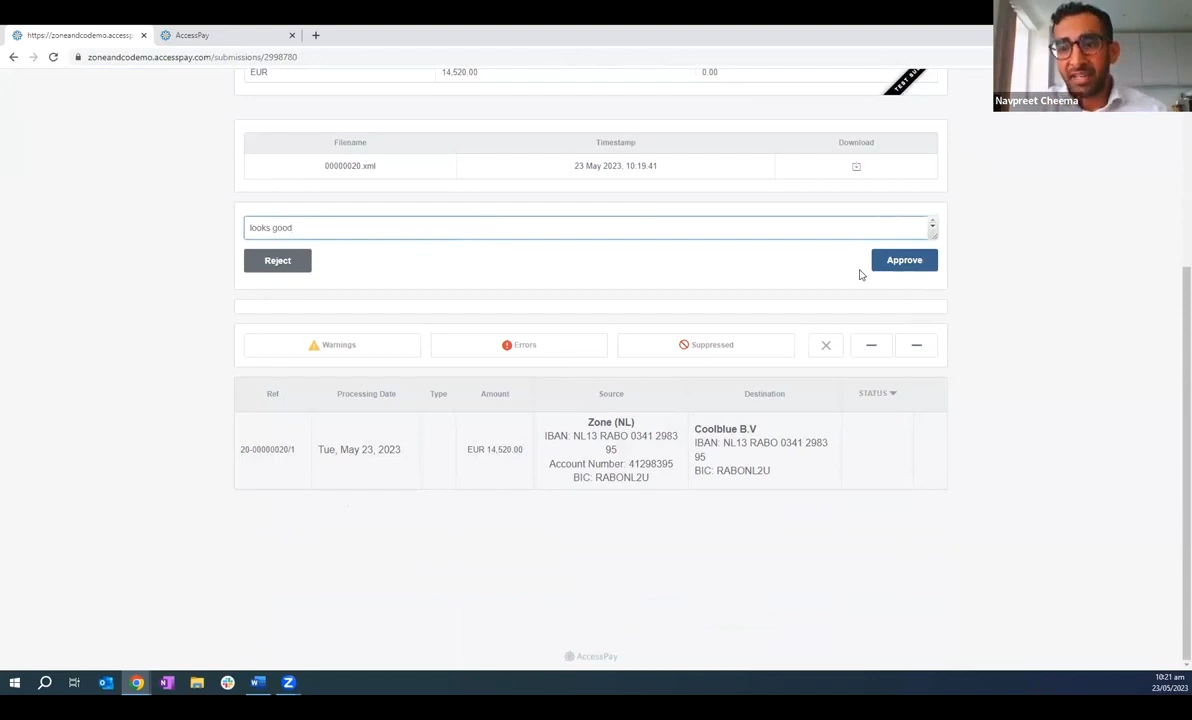 https://zoneandcodemo.accessp
AccessPay
zoneandcodemo.accesspay.com/submissions/2998780
EUR 14,520.00 0.00
Navpreet Cheema
Filename Timestamp Download
00000020.xml 23 May 2023, 10:19:41
looks good
Reject Approve
Warnings Errors Suppressed
Ref Processing Date Type Amount Source Destination STATUS
20-00000020/1 Tue, May 23, 2023 EUR 14,520.00
Zone (NL)
IBAN: NL13 RABO 0341 2983
95
Account Number: 41298395
BIC: RABONL2U
Coolblue B.V
IBAN: NL13 RABO 0341 2983
95
BIC: RABONL2U
AccessPay
10:21 am
23/05/2023